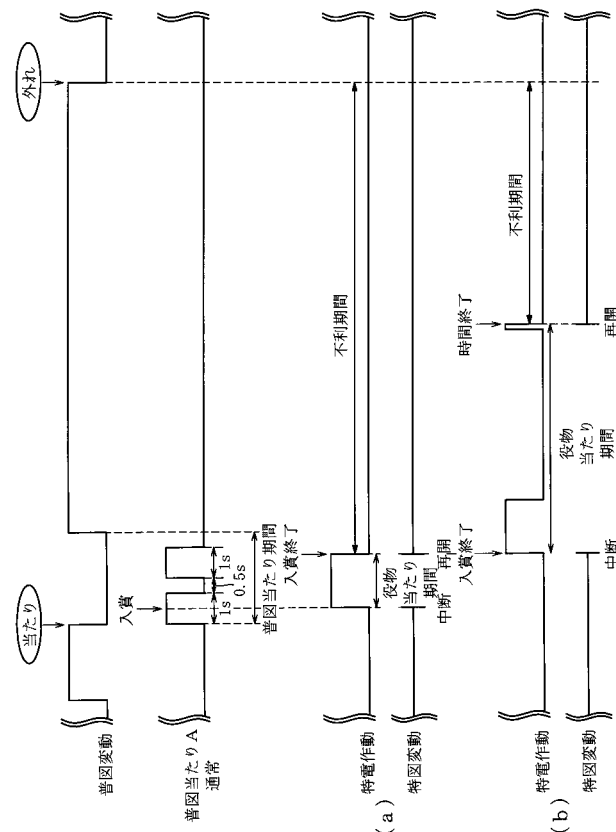 外れ
当たり
普図変動
入賞
1s
0.5s
1s
普図当たりA
通常
普図当たり期間
入賞終了
不利期間
役物
当たり
期間
特電作動
中断
再開
特図変動
(a)
入賞終了
時間終了
不利期間
特電作動
役物
当たり
期間
中断
再開
特図変動
(b)